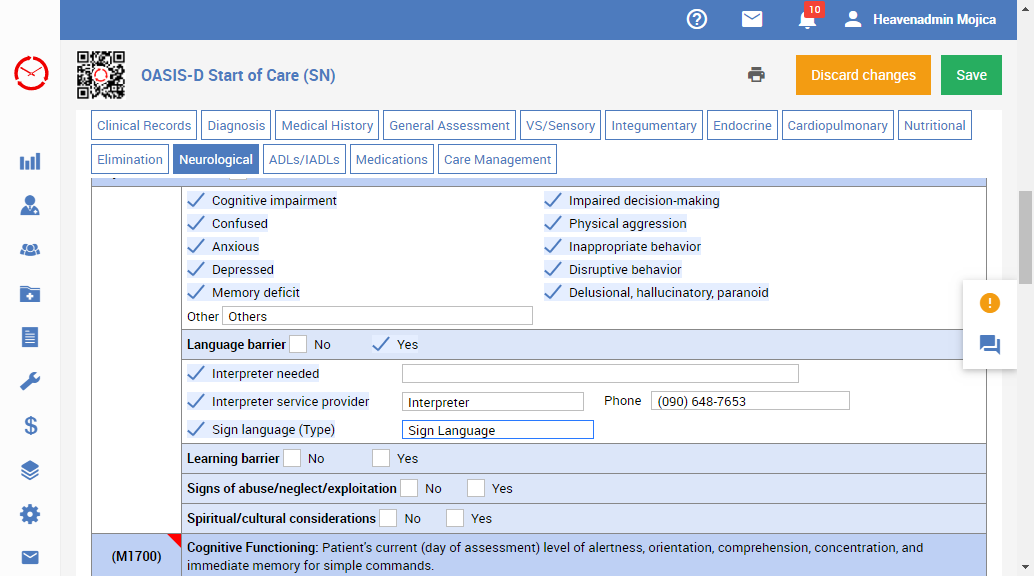 10
Heavenadmin Mojica
OASIS-D Start of Care (SN)
Discard changes
Save
Clinical Records
Diagnosis
Medical History
General Assessment
VS/Sensory
Integumentary
Endocrine
Cardiopulmonary
Nutritional
Elimination
Neurological
ADLs/IADLs
Medications
Care Management
Cognitive impairment
Impaired decision-making
Confused
Physical aggression
Anxious
Inappropriate behavior
Depressed
Disruptive behavior
Memory deficit
Delusional, hallucinatory, paranoid
Other Others
Language barrier No Yes
Interpreter needed
Interpreter service provider Interpreter Phone (090) 648-7653
Sign language (Type) Sign Language
Learning barrier No Yes
Signs of abuse/neglect/exploitation No Yes
Spiritual/cultural considerations No Yes
(M1700)
Cognitive Functioning: Patient's current (day of assessment) level of alertness, orientation, comprehension, concentration, and
immediate memory for simple commands.